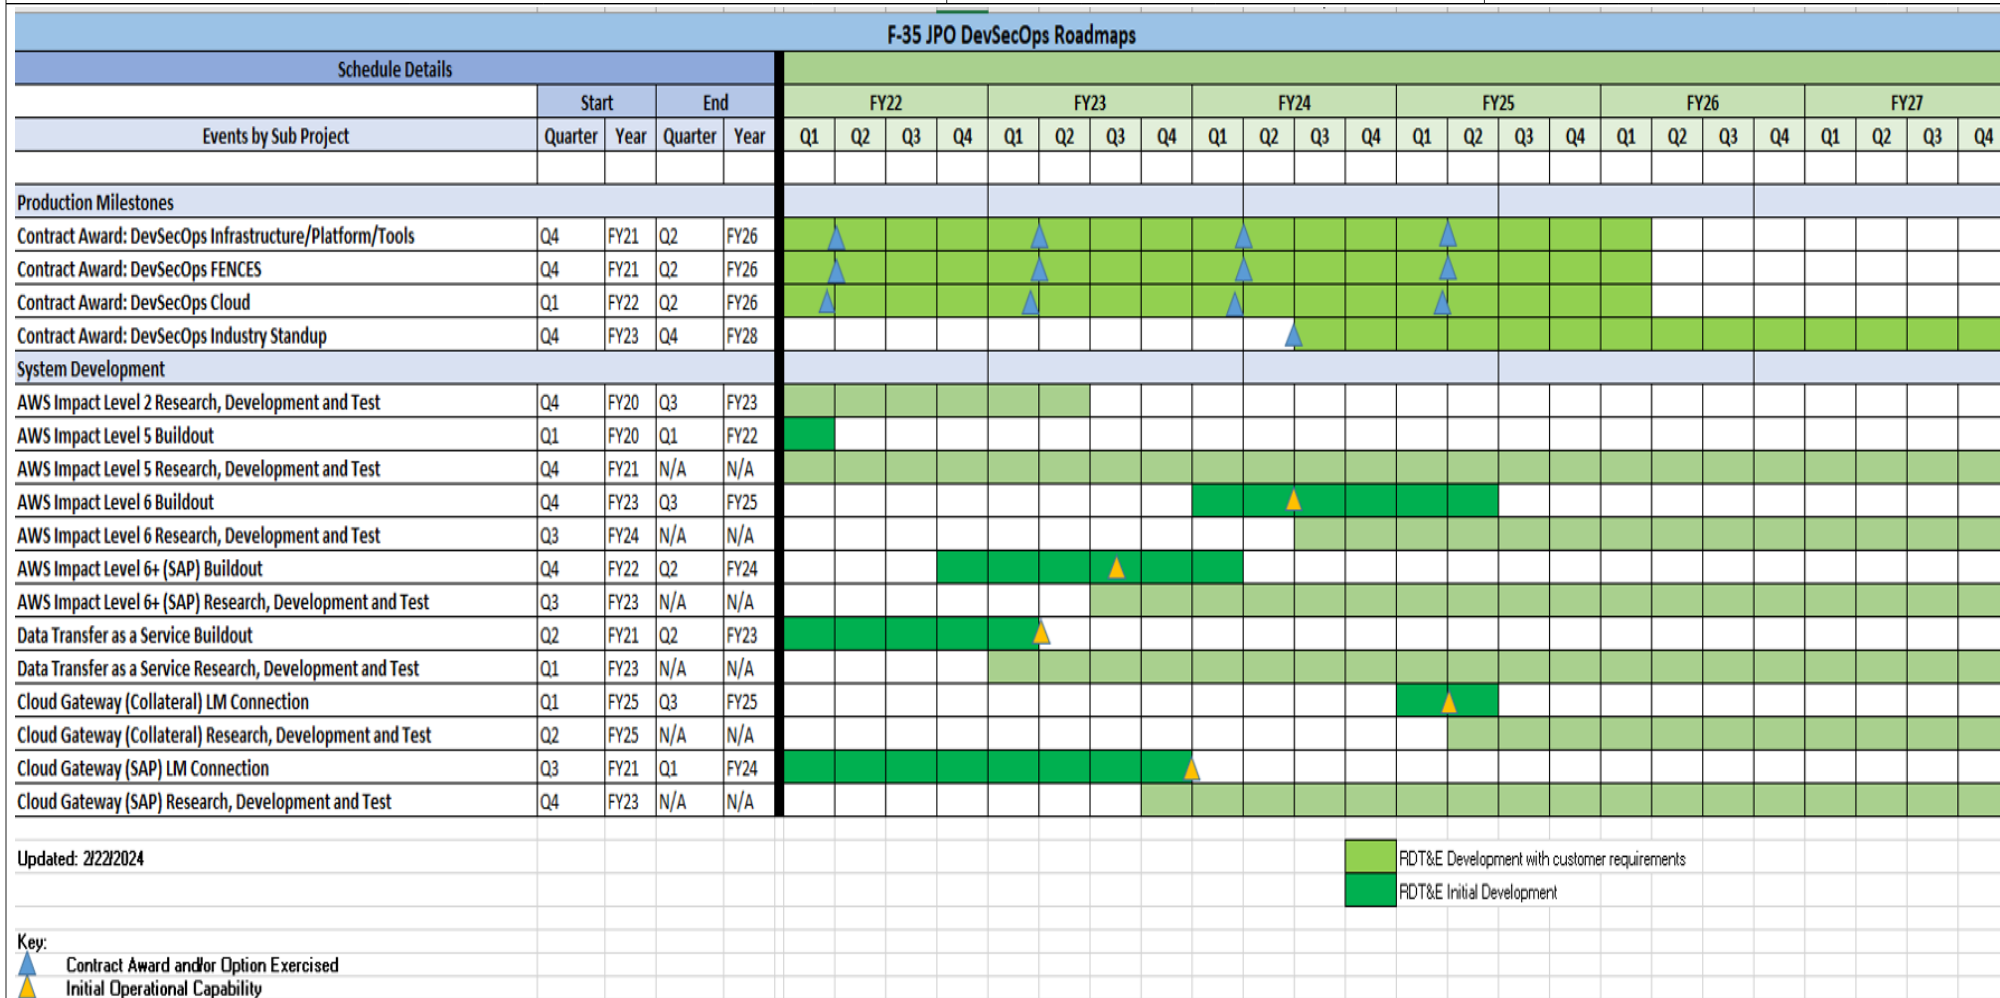 F-35 JPO DevSecOps Roadmaps
Schedule Details
Start End FY22 FY23 FY24 FY25 FY26 FY27
Events by Sub Project Quarter Year Quarter Year Q1 Q2 Q3 Q4 Q1 Q2 Q3 Q4 Q1 Q2 Q3 Q4 Q1 Q2 Q3 Q4 Q1 Q2 Q3 Q4 Q1 Q2 Q3 Q4
Production Milestones
Contract Award: DevSecOps Infrastructure/Platform/Tools Q4 FY21 Q2 FY26
Contract Award: DevSecOps FENCES Q4 FY21 Q2 FY26
Contract Award: DevSecOps Cloud Q1 FY22 Q2 FY26
Contract Award: DevSecOps Industry Standup Q4 FY23 Q4 FY28
System Development
AWS Impact Level 2 Research, Development and Test Q4 FY20 Q3 FY23
AWS Impact Level 5 Buildout Q1 FY20 Q1 FY22
AWS Impact Level 5 Research, Development and Test Q4 FY21 N/A N/A
AWS Impact Level 6 Buildout Q4 FY23 Q3 FY25
AWS Impact Level 6 Research, Development and Test Q3 FY24 N/A N/A
AWS Impact Level 6+ (SAP) Buildout Q4 FY22 Q2 FY24
AWS Impact Level 6+ (SAP) Research, Development and Test Q3 FY23 N/A N/A
Data Transfer as a Service Buildout Q2 FY21 Q2 FY23
Data Transfer as a Service Research, Development and Test Q1 FY23 N/A N/A
Cloud Gateway (Collateral) LM Connection Q1 FY25 Q3 FY25
Cloud Gateway (Collateral) Research, Development and Test Q2 FY25 N/A N/A
Cloud Gateway (SAP) LM Connection Q3 FY21 Q1 FY24
Cloud Gateway (SAP) Research, Development and Test Q4 FY23 N/A N/A
Updated: 2/22/2024 RDT&E Development with customer requirements
RDT&E Initial Development
Key:
Contract Award and/or Option Exercised
Initial Operational Capability